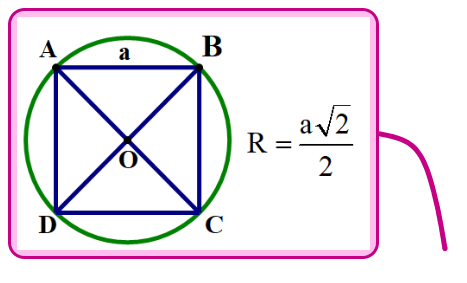 A a B
R = a√2/2
O
D C